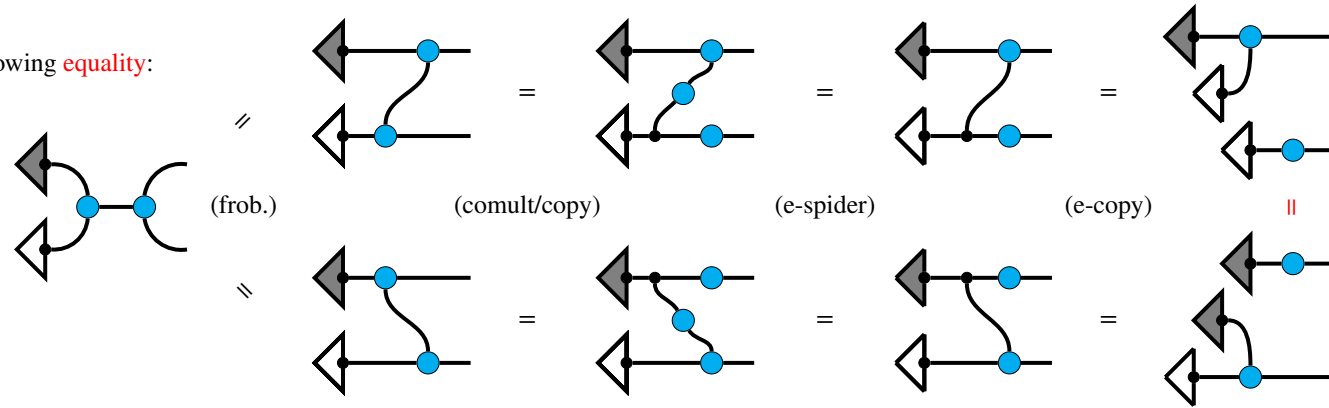 owing equality:
= = = =
(frob.) (comult/copy) (e-spider) (e-copy) =
= = = =